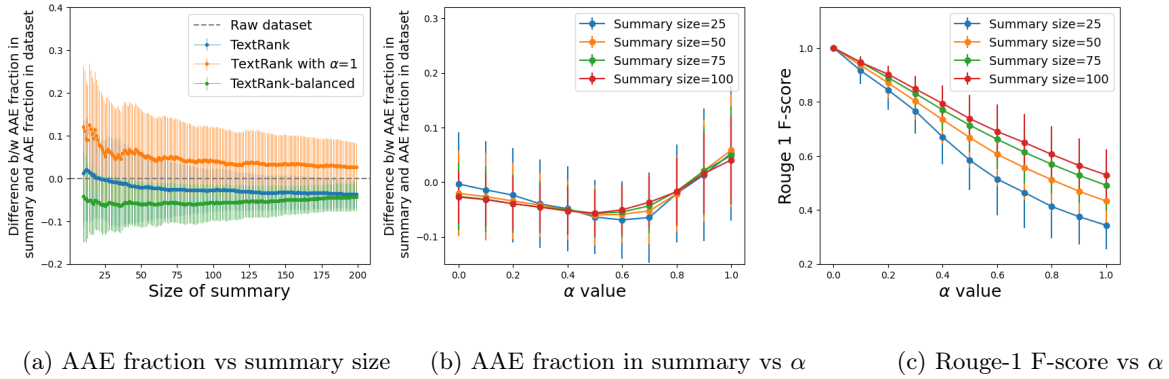 Difference b/w AAE fraction in
summary and AAE fraction in dataset
0.4
0.3
0.2
0.1
0.0
−0.1
−0.2
Raw dataset
TextRank
TextRank with α=1
TextRank-balanced
25 50 75 100 125 150 175 200
Size of summary
Difference b/w AAE fraction in
summary and AAE fraction in dataset
0.3
0.2
0.1
0.0
−0.1
Summary size=25
Summary size=50
Summary size=75
Summary size=100
0.0 0.2 0.4 0.6 0.8 1.0
α value
Rouge 1 F-score
1.0
0.8
0.6
0.4
0.2
Summary size=25
Summary size=50
Summary size=75
Summary size=100
0.0 0.2 0.4 0.6 0.8 1.0
α value
(a) AAE fraction vs summary size
(b) AAE fraction in summary vs α
(c) Rouge-1 F-score vs α